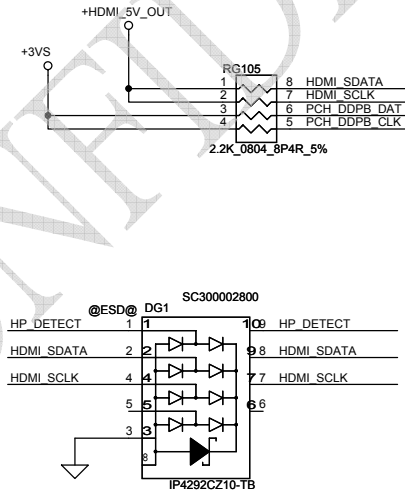 +HDMI_5V_OUT
+3VS
RG105
1 8 HDMI_SDATA
2 7 HDMI_SCLK
3 6 PCH_DDPB_DAT
4 5 PCH_DDPB_CLK
2.2K_0804_8P4R_5%
SC300002800
@ESD@ DG1
HP_DETECT 1 1 10 9 HP_DETECT
HDMI_SDATA 2 2 9 8 HDMI_SDATA
HDMI_SCLK 4 4 7 7 HDMI_SCLK
5 5 6 6
3 3
8
IP4292CZ10-TB